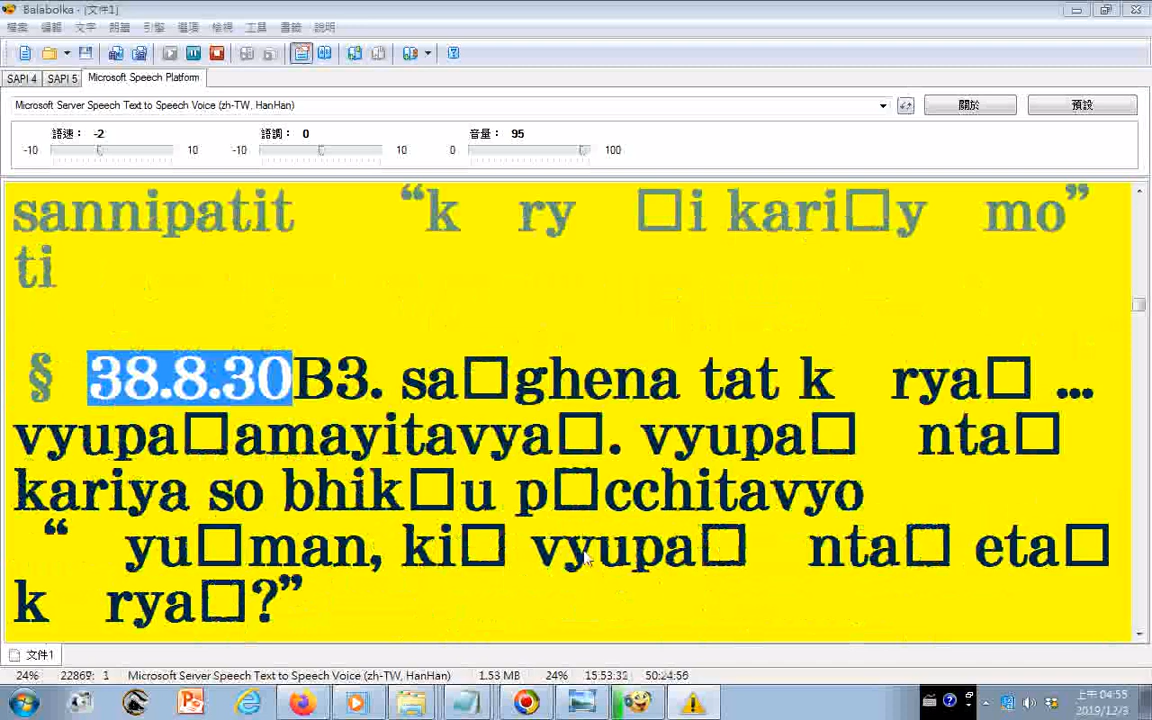 Balabolka - [文件1]
檔案 編輯 文字 朗讀 引擎 選項 檢視 工具 書籤 說明
SAPI 4 SAPI 5 Microsoft Speech Platform
Microsoft Server Speech Text to Speech Voice (zh-TW, HanHan) 關於 預設
語速： -2 語調： 0 音量： 95
-10 10 -10 10 0 100
sannipatit “k ry □i kari□y mo”
ti
§ 38.8.30B3. sa□ghena tat k rya□ ...
vyupa□amayitavya□. vyupa□ nta□
kariya so bhik□u p□cchitavyo
“ yu□man, ki□ vyupa□ nta□ eta□
k rya□?”
文件1
24% 22869: 1 Microsoft Server Speech Text to Speech Voice (zh-TW, HanHan) 1.53 MB 24% 15:53:32 50:24:56
上午 04:55
2019/12/3